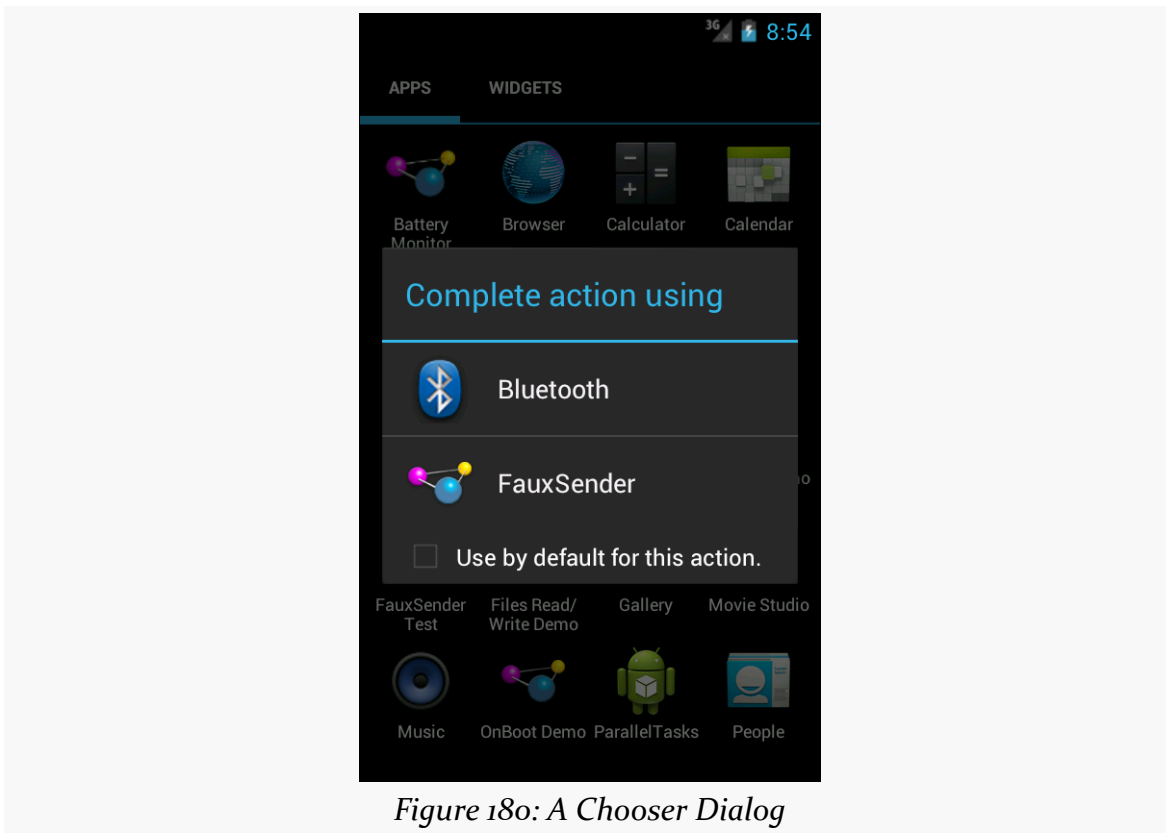 3G 8:54
APPS WIDGETS
Battery Browser Calculator Calendar
Monitor
Complete action using
Bluetooth
FauxSender
Use by default for this action.
FauxSender Files Read/ Gallery Movie Studio
Test Write Demo
Music OnBoot Demo ParallelTasks People
Figure 180: A Chooser Dialog